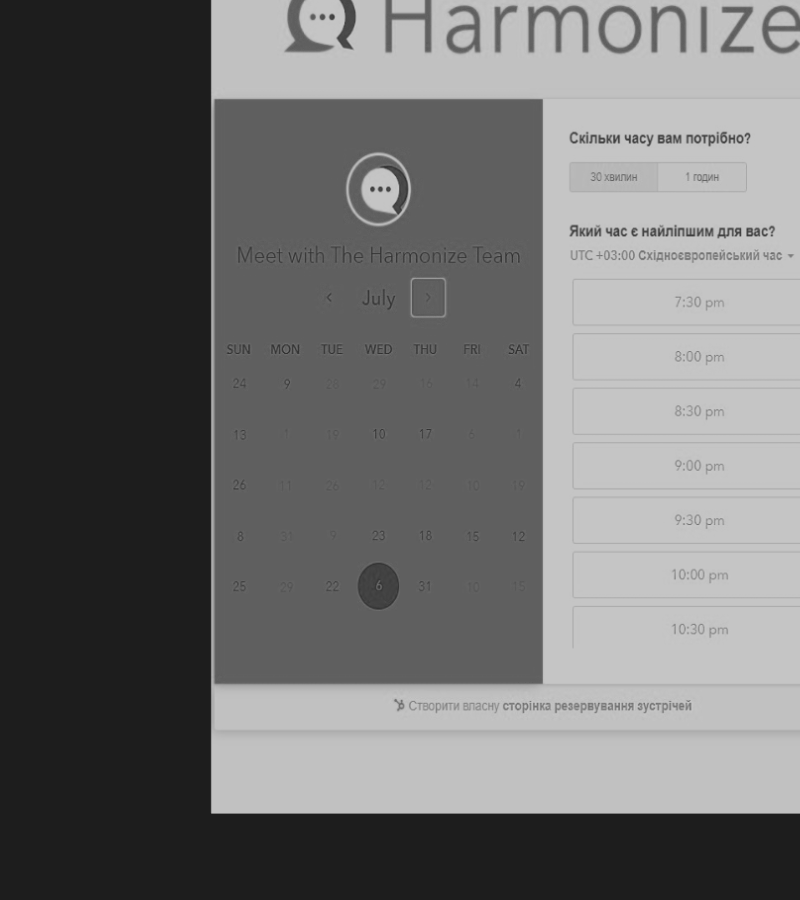 Harmonize
Meet with The Harmonize Team
July
SUN MON TUE WED THU FRI SAT
24 9 28 29 16 14 4
13 1 19 10 17 6 1
26 11 26 12 12 10 19
8 31 9 23 18 15 12
25 29 22 6 31 10 15
Скільки часу вам потрібно?
30 хвилин 1 годин
Який час є найліпшим для вас?
UTC +03:00 Східноєвропейський час
7:30 pm
8:00 pm
8:30 pm
9:00 pm
9:30 pm
10:00 pm
10:30 pm
Створити власну сторінка резервування зустрічей